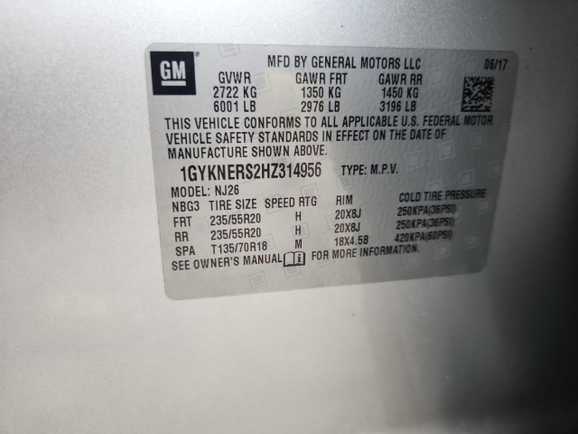 GM
MFD BY GENERAL MOTORS LLC 06/17
GVWR GAWR FRT GAWR RR
2722 KG 1350 KG 1450 KG
6001 LB 2976 LB 3196 LB
THIS VEHICLE CONFORMS TO ALL APPLICABLE U.S. FEDERAL MOTOR
VEHICLE SAFETY STANDARDS IN EFFECT ON THE DATE OF
MANUFACTURE SHOWN ABOVE.
1GYKNERS2HZ314956 TYPE: M.P.V.
MODEL: NJ26
NBG3 TIRE SIZE SPEED RTG RIM COLD TIRE PRESSURE
FRT 235/55R20 H 20X8J 250KPA(36PSI)
RR 235/55R20 H 20X8J 250KPA(36PSI)
SPA T135/70R18 M 18X4.5B 420KPA(60PSI)
SEE OWNER'S MANUAL FOR MORE INFORMATION.